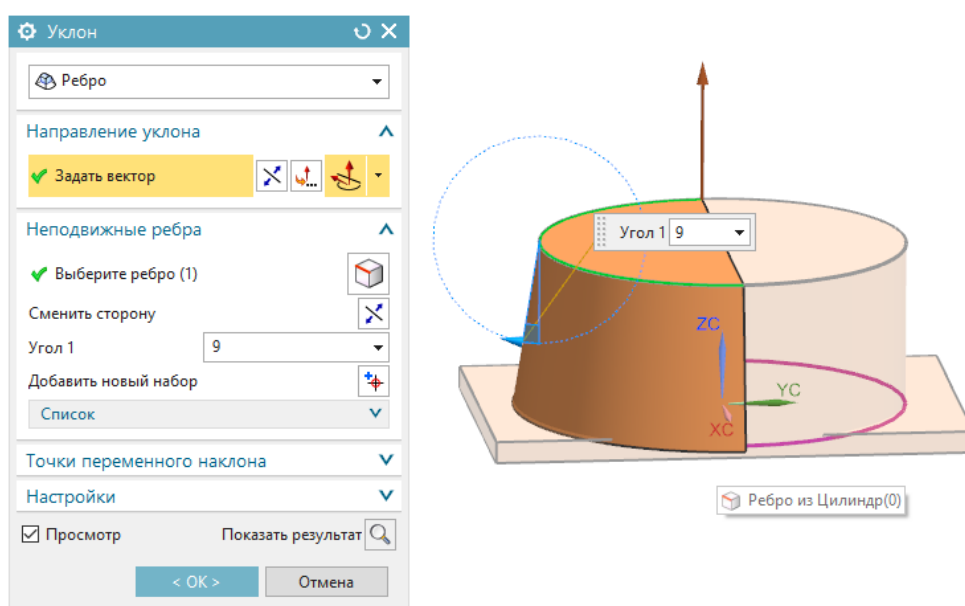 Уклон
Ребро
Направление уклона
Задать вектор
Неподвижные ребра
Выберите ребро (1)
Сменить сторону
Угол 1 9
Добавить новый набор
Список
Точки переменного наклона
Настройки
Просмотр Показать результат
< OK > Отмена
Угол 1 9
ZC
YC
XC
Ребро из Цилиндр(0)